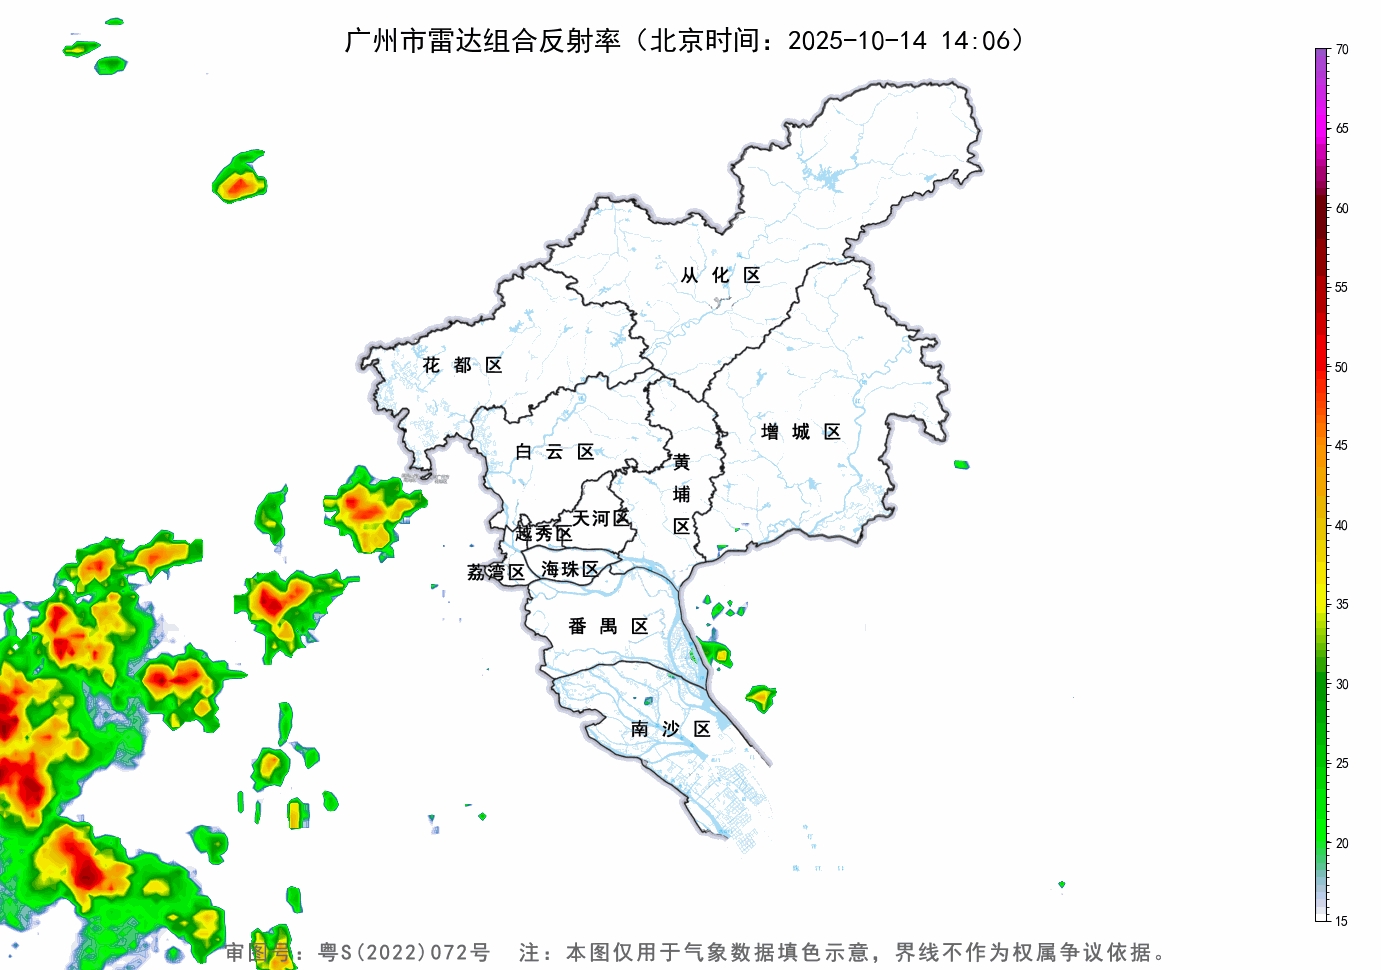 广州市雷达组合反射率（北京时间：2025-10-14 14:06）
70
65
60
55
50
45
40
35
30
25
20
15
从化区
花都区
增城区
白云区
黄埔区
天河区
越秀区
荔湾区
海珠区
番禺区
南沙区
审图号：粤S(2022)072号 注：本图仅用于气象数据填色示意，界线不作为权属争议依据。